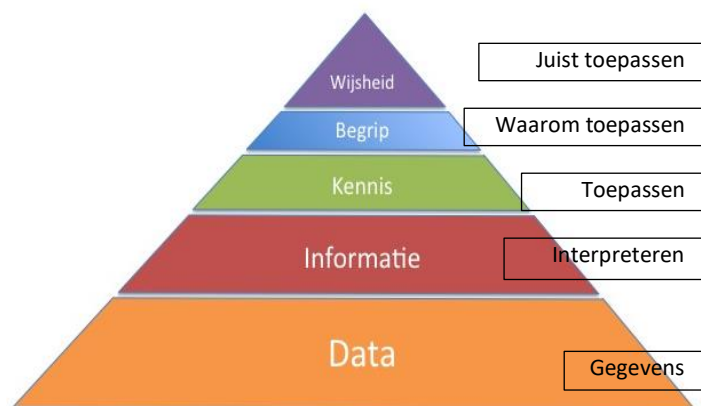 Wijsheid
Juist toepassen
Begrip
Waarom toepassen
Kennis
Toepassen
Informatie
Interpreteren
Data
Gegevens